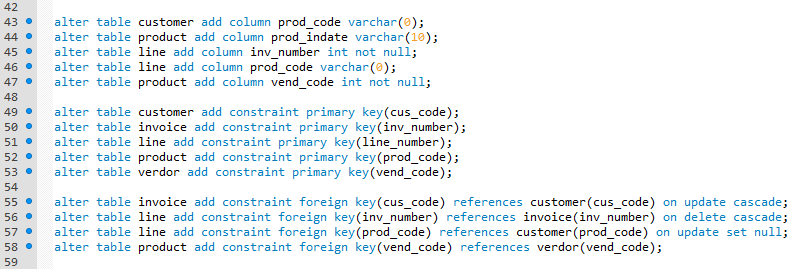 42
43 alter table customer add column prod_code varchar(0);
44 alter table product add column prod_indate varchar(10);
45 alter table line add column inv_number int not null;
46 alter table line add column prod_code varchar(0);
47 alter table product add column vend_code int not null;
48
49 alter table customer add constraint primary key(cus_code);
50 alter table invoice add constraint primary key(inv_number);
51 alter table line add constraint primary key(line_number);
52 alter table product add constraint primary key(prod_code);
53 alter table verdor add constraint primary key(vend_code);
54
55 alter table invoice add constraint foreign key(cus_code) references customer(cus_code) on update cascade;
56 alter table line add constraint foreign key(inv_number) references invoice(inv_number) on delete cascade;
57 alter table line add constraint foreign key(prod_code) references customer(prod_code) on update set null;
58 alter table product add constraint foreign key(vend_code) references verdor(vend_code);
59